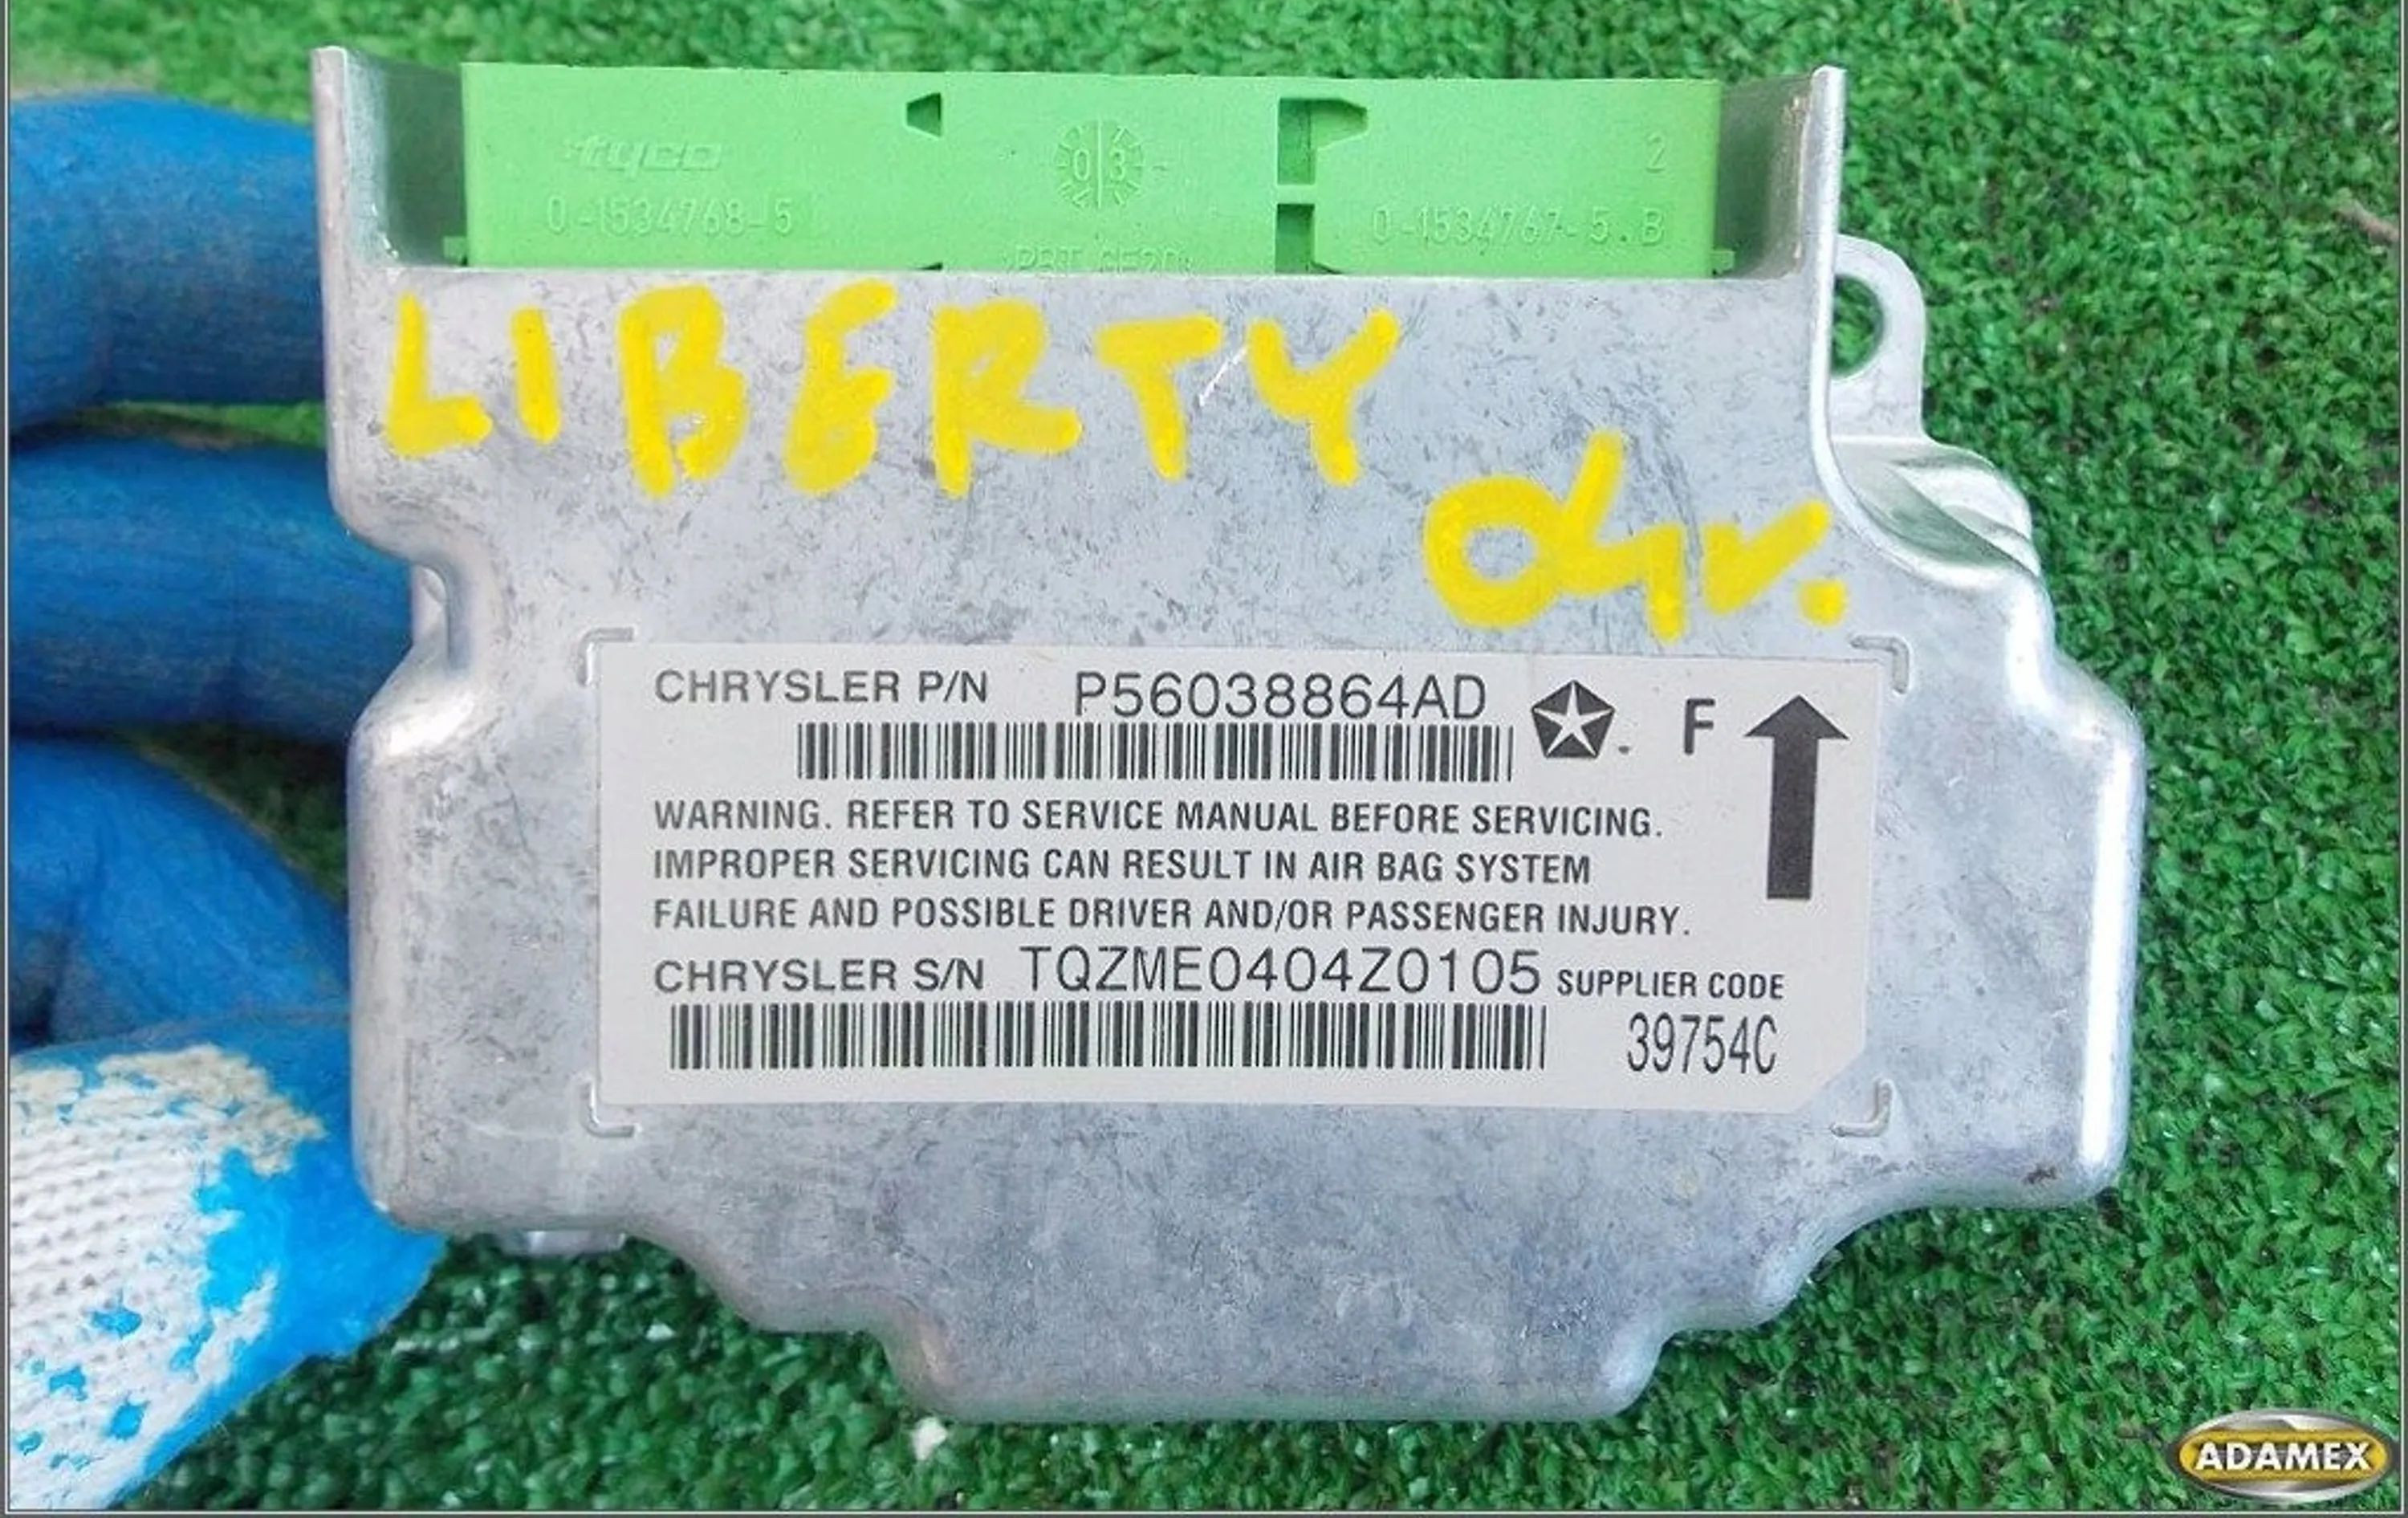 tyco
03
2
0-1534768-5
0-1534767-5.B
LIBERTY
04r.
CHRYSLER P/N P56038864AD
F
WARNING. REFER TO SERVICE MANUAL BEFORE SERVICING.
IMPROPER SERVICING CAN RESULT IN AIR BAG SYSTEM
FAILURE AND POSSIBLE DRIVER AND/OR PASSENGER INJURY.
CHRYSLER S/N TQZME0404Z0105 SUPPLIER CODE
39754C
ADAMEX